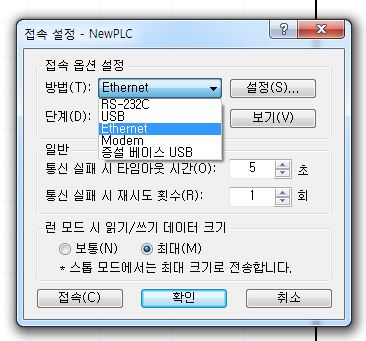 접속 설정 - NewPLC
접속 옵션 설정
방법(T): Ethernet 설정(S)...
RS-232C
USB
단계(D): Ethernet 보기(V)
Modem
증설 베이스 USB
일반
통신 실패 시 타임아웃 시간(O): 5 초
통신 실패 시 재시도 횟수(R): 1 회
런 모드 시 읽기/쓰기 데이터 크기
보통(N) 최대(M)
* 스톱 모드에서는 최대 크기로 전송합니다.
접속(C) 확인 취소